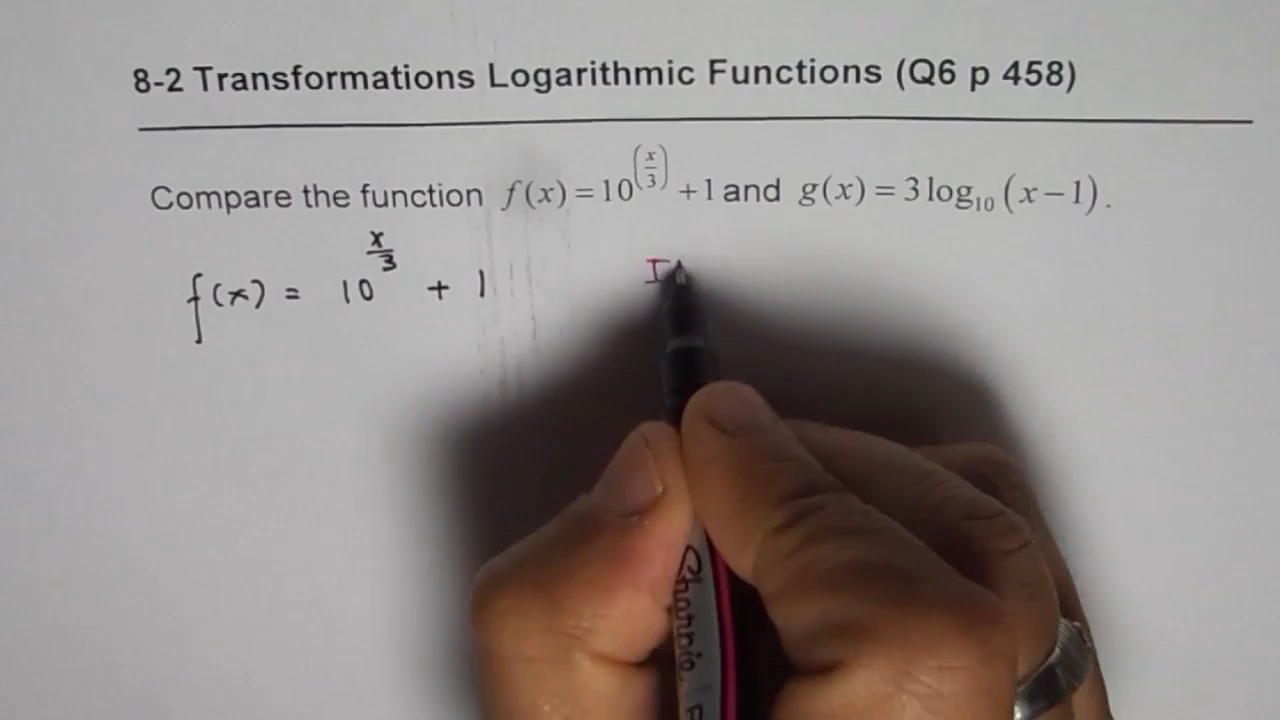 8-2 Transformations Logarithmic Functions (Q6 p 458)
Compare the function f(x) = 10^(x/3) + 1 and g(x) = 3 log₁₀ (x − 1).
f(x) = 10^(x/3) + 1
Sharpie